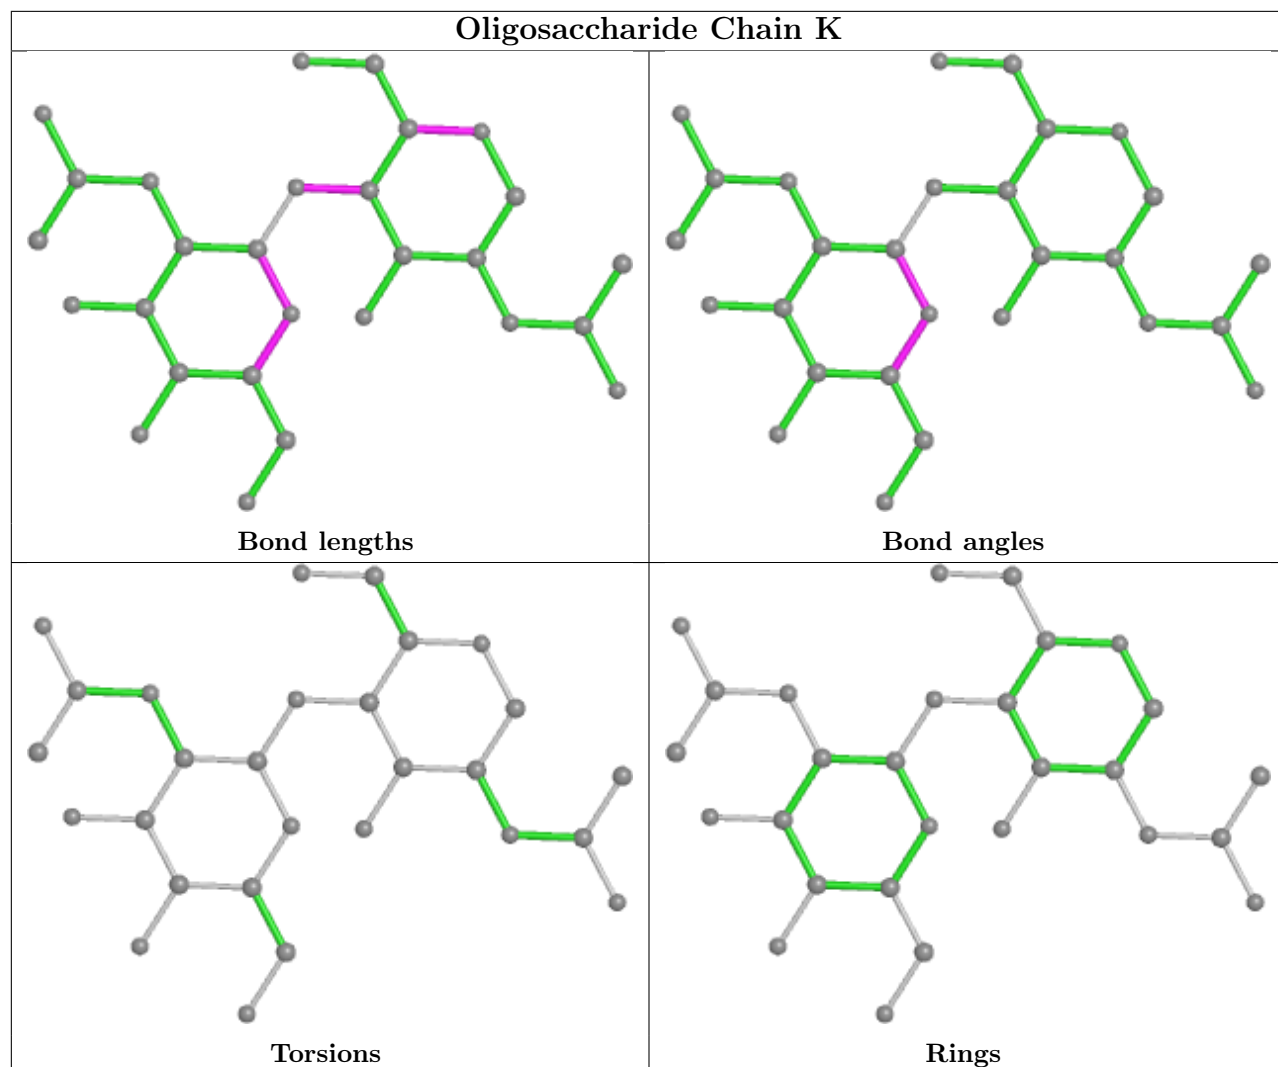 Oligosaccharide Chain K
Bond lengths
Bond angles
Torsions
Rings